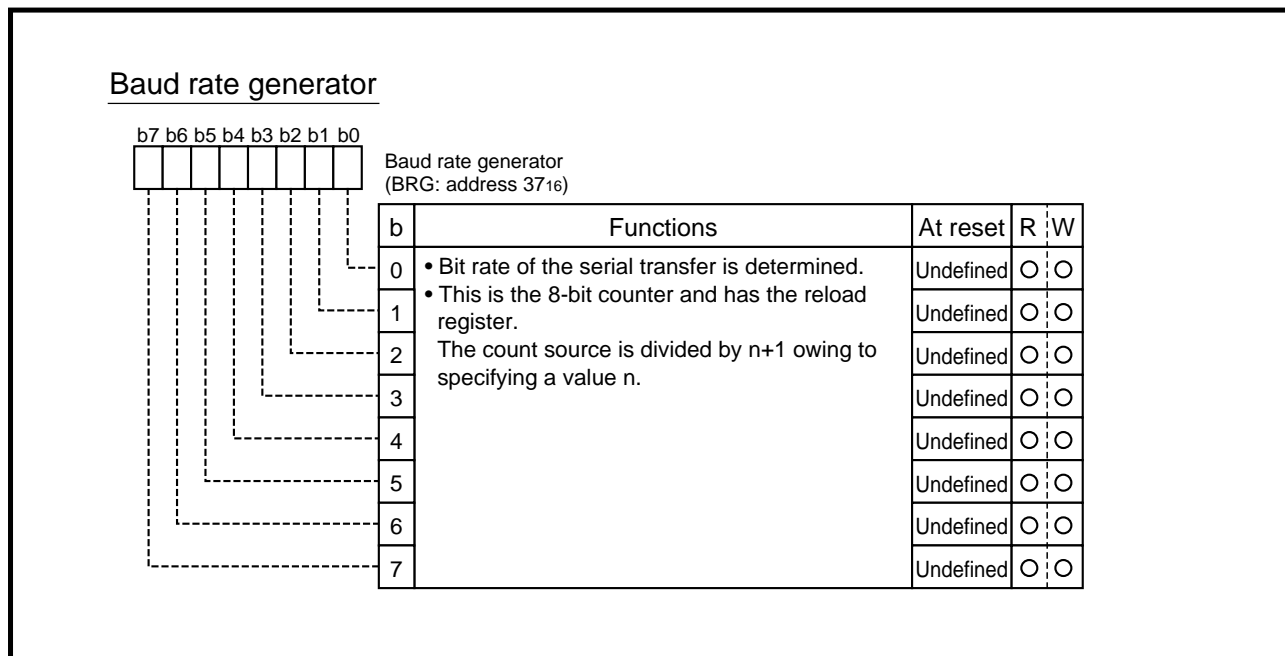 Baud rate generator
b7 b6 b5 b4 b3 b2 b1 b0
Baud rate generator
(BRG: address 3716)
b Functions At reset R W
0 • Bit rate of the serial transfer is determined. Undefined O O
• This is the 8-bit counter and has the reload
1 register. Undefined O O
2 The count source is divided by n+1 owing to Undefined O O
specifying a value n.
3 Undefined O O
4 Undefined O O
5 Undefined O O
6 Undefined O O
7 Undefined O O